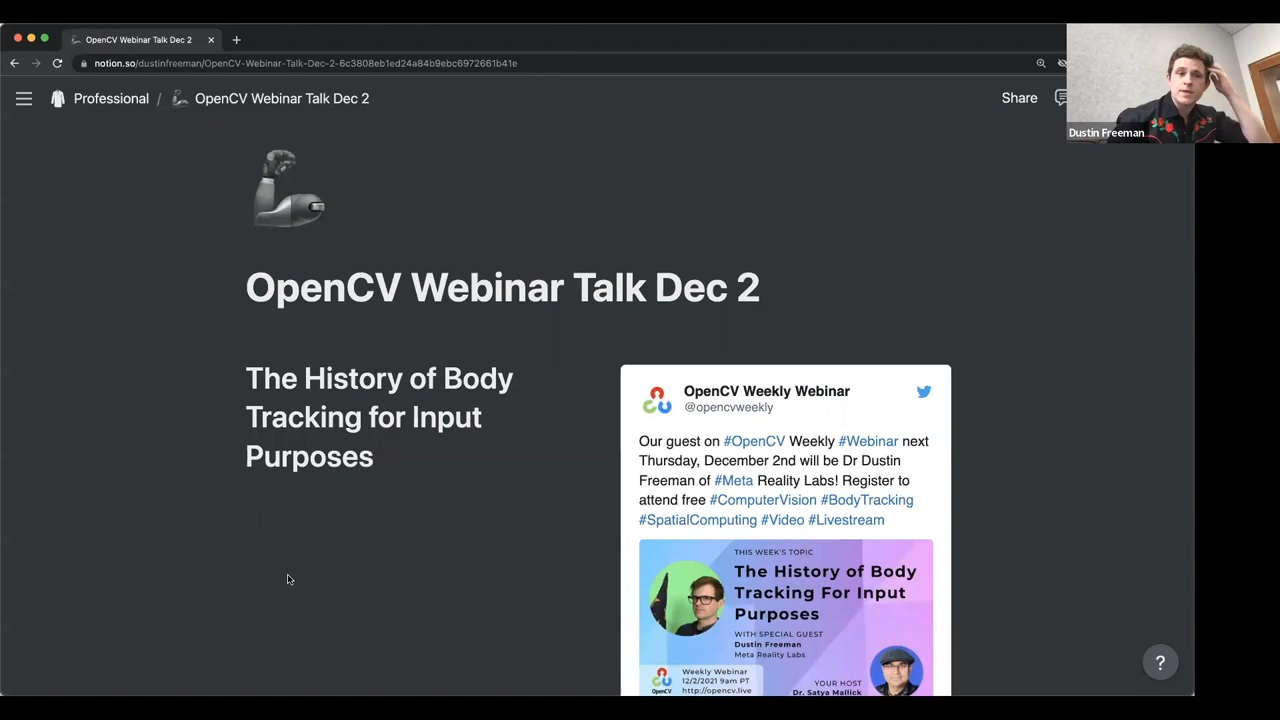 OpenCV Webinar Talk Dec 2
notion.so/dustinfreeman/OpenCV-Webinar-Talk-Dec-2-6c3808eb1ed24a84b9ebc6972661b41e
Professional / OpenCV Webinar Talk Dec 2
Share
Dustin Freeman
OpenCV Webinar Talk Dec 2
The History of Body
Tracking for Input
Purposes
OpenCV Weekly Webinar
@opencvweekly
Our guest on #OpenCV Weekly #Webinar next
Thursday, December 2nd will be Dr Dustin
Freeman of #Meta Reality Labs! Register to
attend free #ComputerVision #BodyTracking
#SpatialComputing #Video #Livestream
THIS WEEK'S TOPIC
The History of Body
Tracking For Input
Purposes
WITH SPECIAL GUEST
Dustin Freeman
Meta Reality Labs
Weekly Webinar
12/2/2021 9am PT
http://opencv.live
OpenCV
YOUR HOST
Dr. Satya Mallick
?